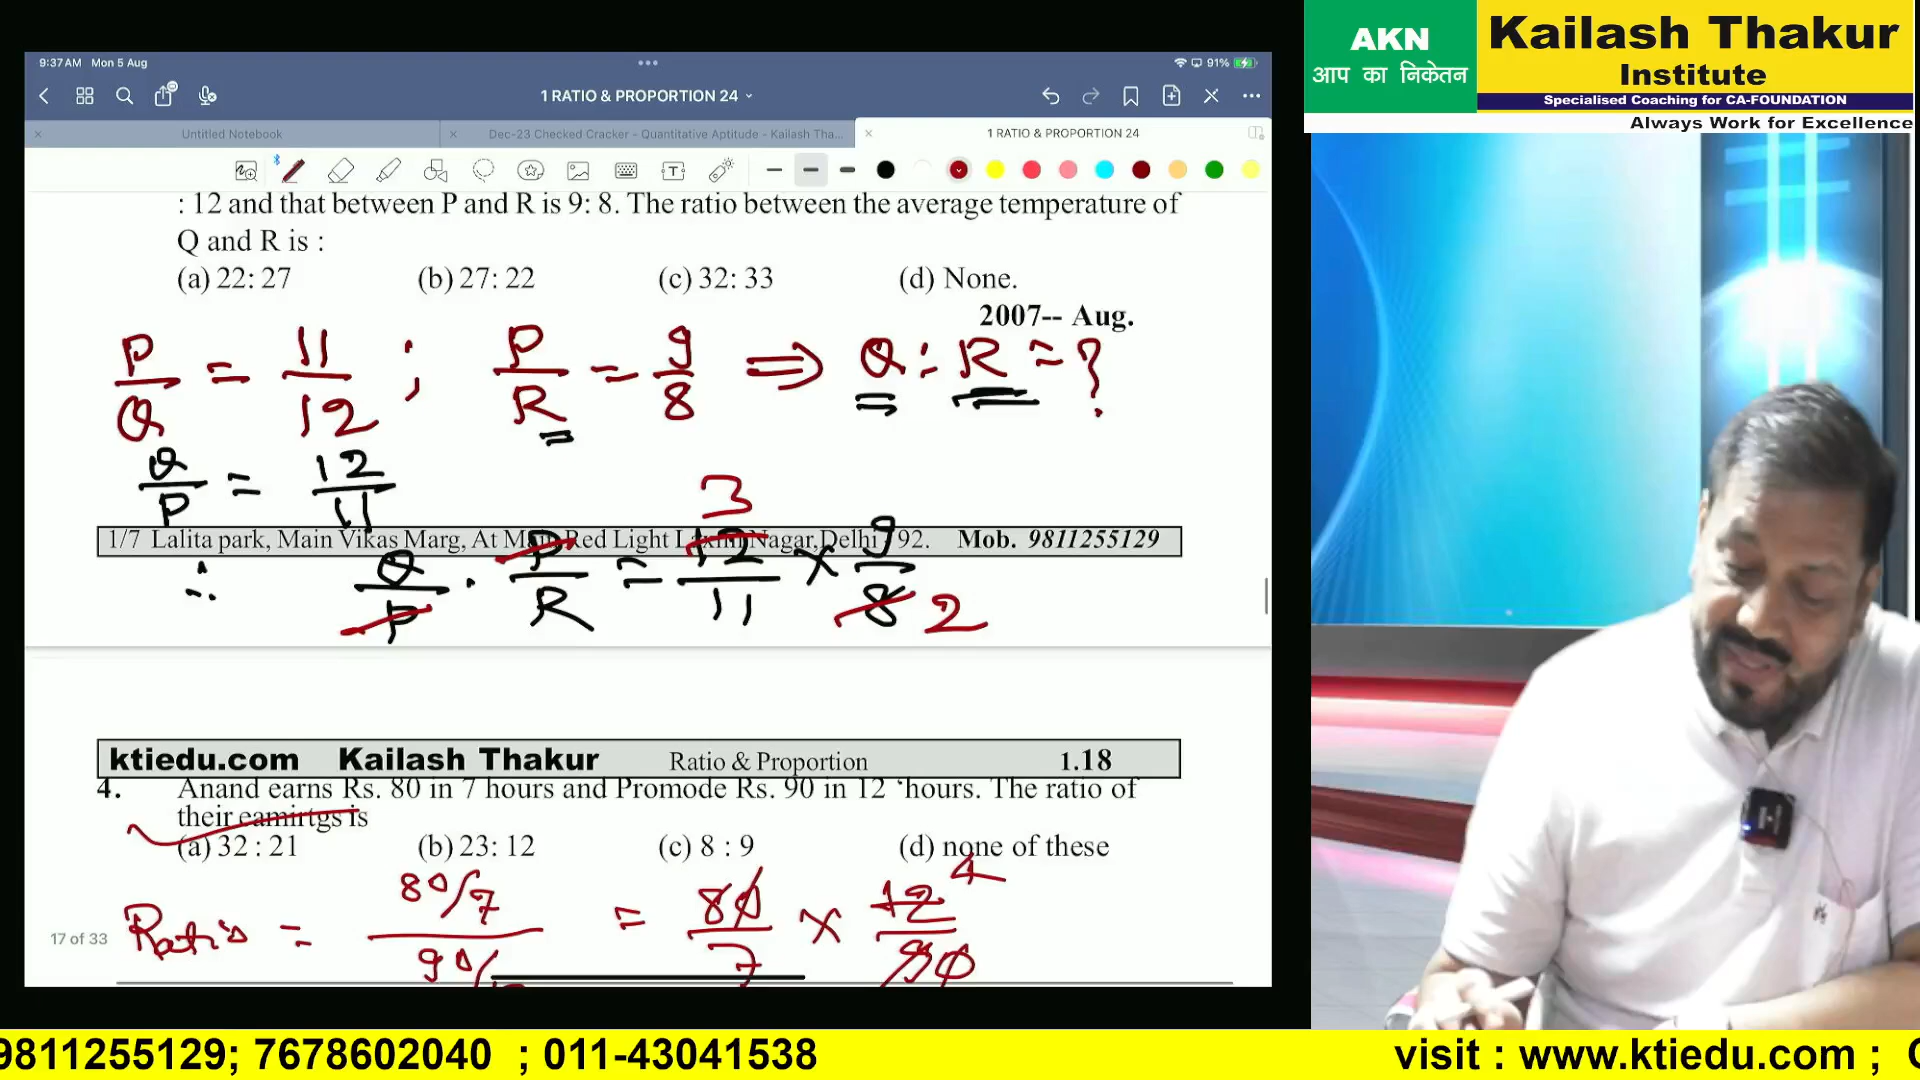 9:37 AM Mon 5 Aug
91%
1 RATIO & PROPORTION 24
Untitled Notebook
Dec-23 Checked Cracker - Quantitative Aptitude - Kailash Tha...
1 RATIO & PROPORTION 24
: 12 and that between P and R is 9: 8. The ratio between the average temperature of
Q and R is :
(a) 22: 27 (b) 27: 22 (c) 32: 33 (d) None.
2007-- Aug.
P/Q = 11/12 ; P/R = 9/8 ⟹ Q : R = ?
Q/P = 12/11
3
1/7 Lalita park, Main Vikas Marg, At Main Red Light Laxmi Nagar,Delhi 92. Mob. 9811255129
∴ Q/P · P/R = 12/11 × 9/8 2
ktiedu.com Kailash Thakur Ratio & Proportion 1.18
4. Anand earns Rs. 80 in 7 hours and Promode Rs. 90 in 12 ‘hours. The ratio of
their eamirtgs is
(a) 32 : 21 (b) 23: 12 (c) 8 : 9 (d) none of these
4
Ratio = 80/7 / 90/ = 80/7 × 12/90
17 of 33
AKN
आप का निकेतन
Kailash Thakur
Institute
Specialised Coaching for CA-FOUNDATION
Always Work for Excellence
9811255129; 7678602040 ; 011-43041538
visit : www.ktiedu.com ;